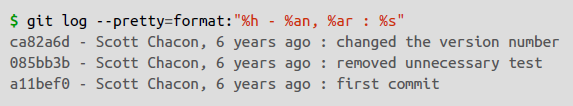 $ git log --pretty=format:"%h - %an, %ar : %s"
ca82a6d - Scott Chacon, 6 years ago : changed the version number
085bb3b - Scott Chacon, 6 years ago : removed unnecessary test
a11bef0 - Scott Chacon, 6 years ago : first commit